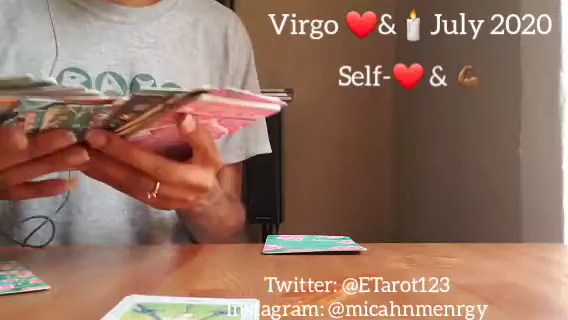 Virgo ❤️&🕯️July 2020
Self-❤️ & 💪🏾
Twitter: @ETarot123
Instagram: @micahnmenrgy